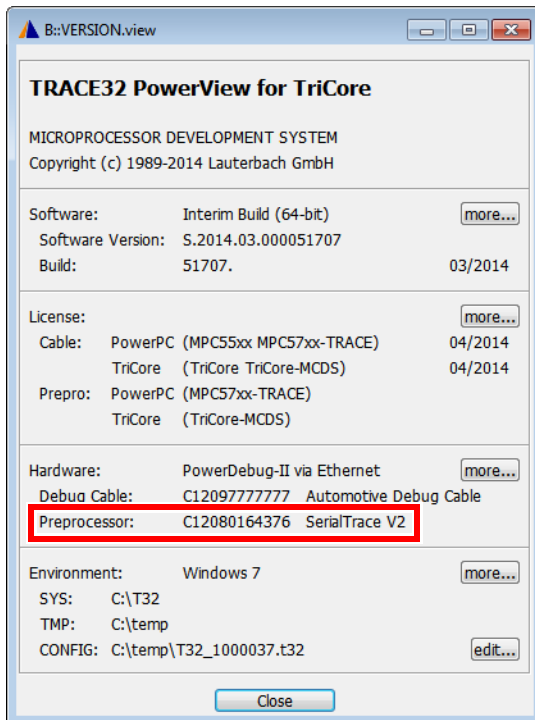 B::VERSION.view
TRACE32 PowerView for TriCore
MICROPROCESSOR DEVELOPMENT SYSTEM
Copyright (c) 1989-2014 Lauterbach GmbH
Software: Interim Build (64-bit) more...
Software Version: S.2014.03.000051707
Build: 51707. 03/2014
License: more...
Cable: PowerPC (MPC55xx MPC57xx-TRACE) 04/2014
TriCore (TriCore TriCore-MCDS) 04/2014
Prepro: PowerPC (MPC57xx-TRACE)
TriCore (TriCore-MCDS)
Hardware: PowerDebug-II via Ethernet more...
Debug Cable: C12097777777 Automotive Debug Cable
Preprocessor: C12080164376 SerialTrace V2
Environment: Windows 7 more...
SYS: C:\T32
TMP: C:\temp
CONFIG: C:\temp\T32_1000037.t32 edit...
Close